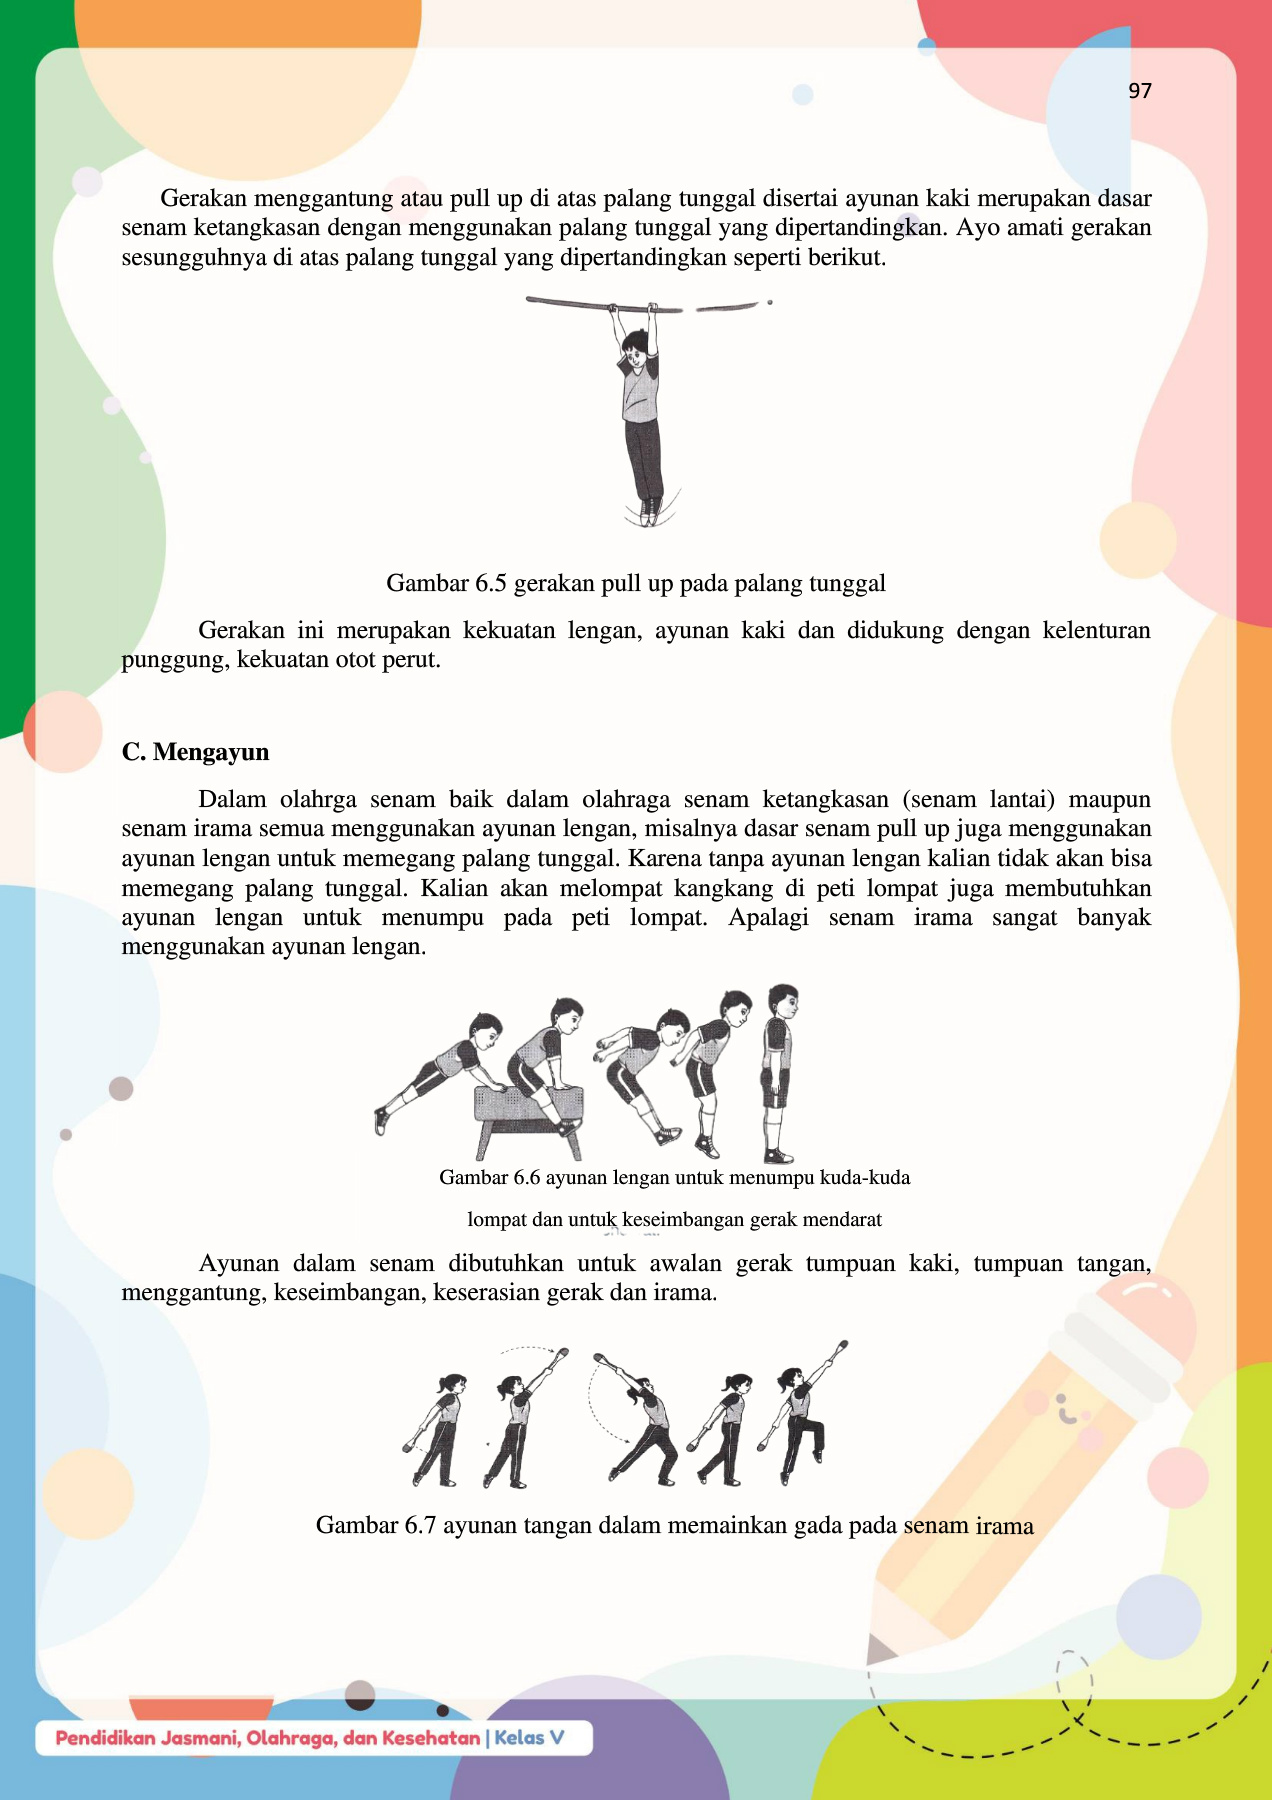 97
Gerakan menggantung atau pull up di atas palang tunggal disertai ayunan kaki merupakan dasar
senam ketangkasan dengan menggunakan palang tunggal yang dipertandingkan. Ayo amati gerakan
sesungguhnya di atas palang tunggal yang dipertandingkan seperti berikut.
Gambar 6.5 gerakan pull up pada palang tunggal
Gerakan ini merupakan kekuatan lengan, ayunan kaki dan didukung dengan kelenturan
punggung, kekuatan otot perut.
C. Mengayun
Dalam olahrga senam baik dalam olahraga senam ketangkasan (senam lantai) maupun
senam irama semua menggunakan ayunan lengan, misalnya dasar senam pull up juga menggunakan
ayunan lengan untuk memegang palang tunggal. Karena tanpa ayunan lengan kalian tidak akan bisa
memegang palang tunggal. Kalian akan melompat kangkang di peti lompat juga membutuhkan
ayunan lengan untuk menumpu pada peti lompat. Apalagi senam irama sangat banyak
menggunakan ayunan lengan.
Gambar 6.6 ayunan lengan untuk menumpu kuda-kuda
lompat dan untuk keseimbangan gerak mendarat
Ayunan dalam senam dibutuhkan untuk awalan gerak tumpuan kaki, tumpuan tangan,
menggantung, keseimbangan, keserasian gerak dan irama.
Gambar 6.7 ayunan tangan dalam memainkan gada pada senam irama
Pendidikan Jasmani, Olahraga, dan Kesehatan | Kelas V